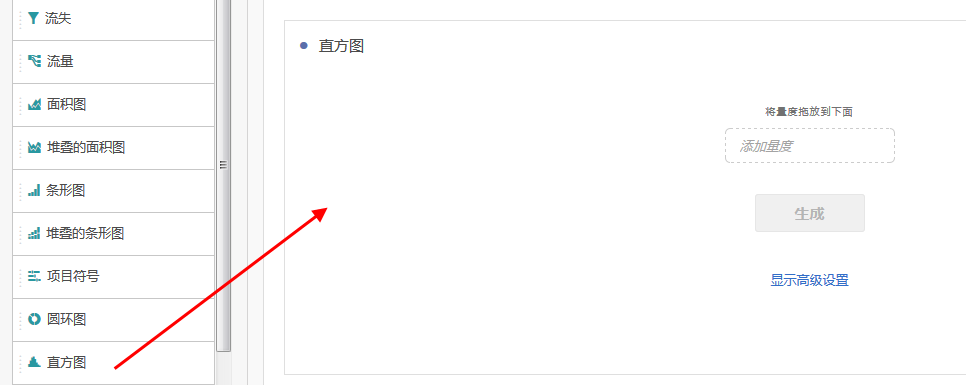 流失
流量
面积图
堆叠的面积图
条形图
堆叠的条形图
项目符号
圆环图
直方图
直方图
将量度拖放到下面
添加量度
生成
显示高级设置